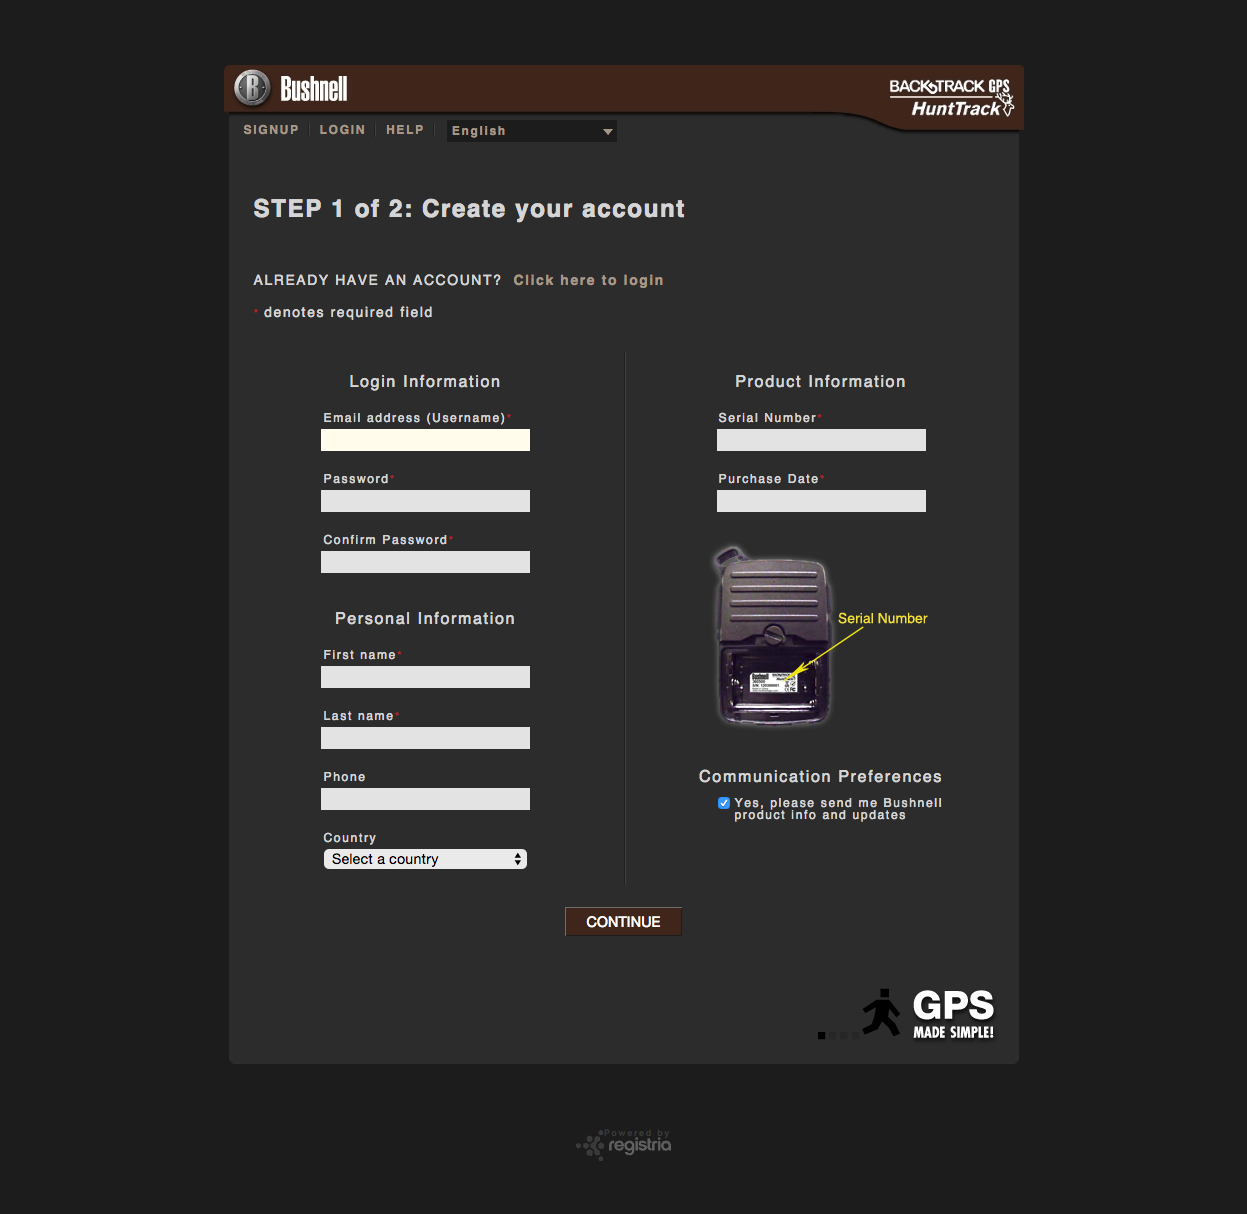 B Bushnell
BACKTRACK GPS
HuntTrack
SIGNUP LOGIN HELP English
STEP 1 of 2: Create your account
ALREADY HAVE AN ACCOUNT? Click here to login
* denotes required field
Login Information
Email address (Username)*
Password*
Confirm Password*
Personal Information
First name*
Last name*
Phone
Country
Select a country
Product Information
Serial Number*
Purchase Date*
Serial Number
Bushnell
Communication Preferences
Yes, please send me Bushnell
product info and updates
CONTINUE
GPS
MADE SIMPLE!
Powered by
registria